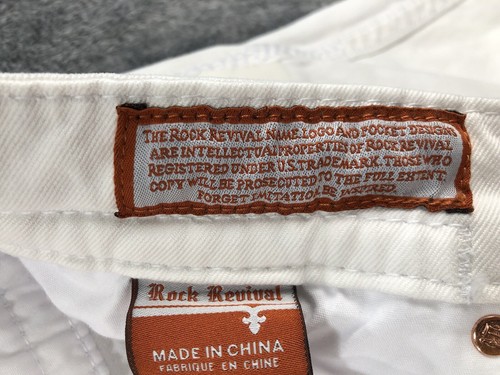 THE ROCK REVIVAL NAME, LOGO AND POCKET DESIGNS
ARE INTELLECTUAL PROPERTIES OF ROCK REVIVAL
REGISTERED UNDER US TRADEMARK. THOSE WHO
COPY WILL BE PROSECUTED TO THE FULL EXTENT.
FORGET IMITATION, BE INSPIRED.
Rock Revival
MADE IN CHINA
FABRIQUE EN CHINE